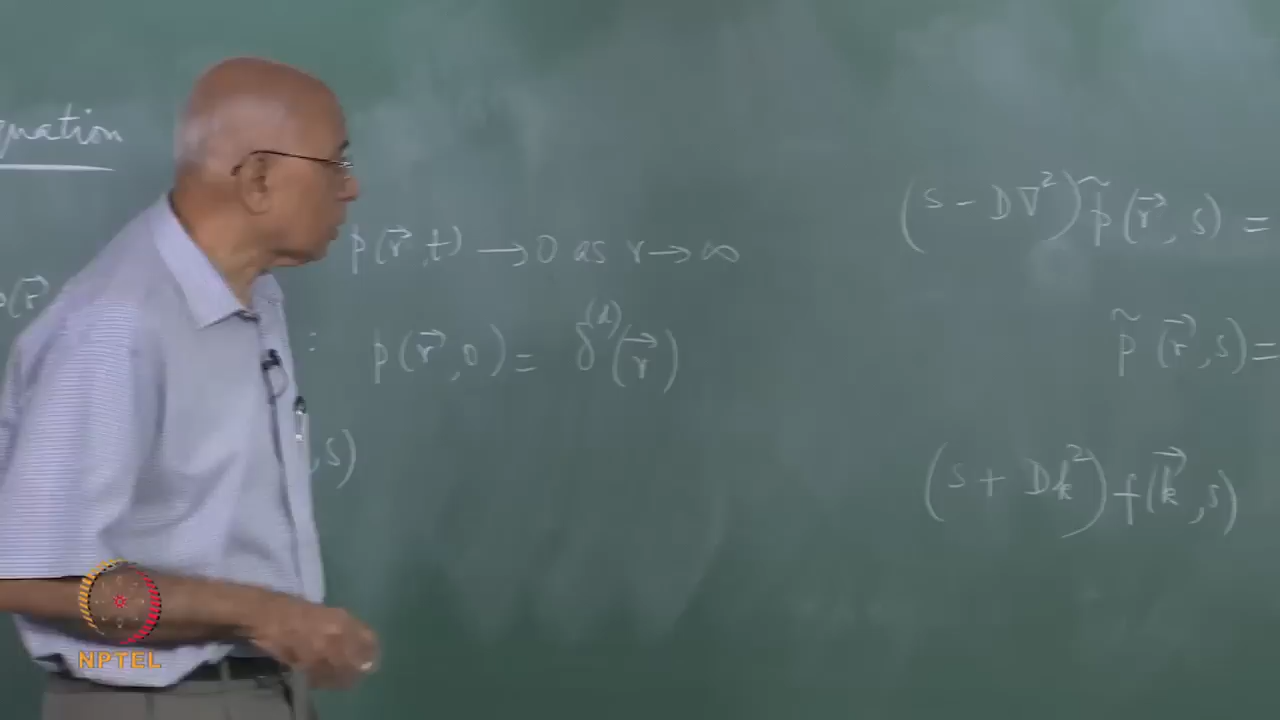 quation
p(r⃗,t) → 0 as r → ∞
p(r⃗
: p(r⃗,0) = δ^(d)(r⃗)
,s)
(s − D∇²) p̃(r⃗,s) =
p̃(r⃗,s) =
(s + Dk²) f(k⃗,s)
NPTEL